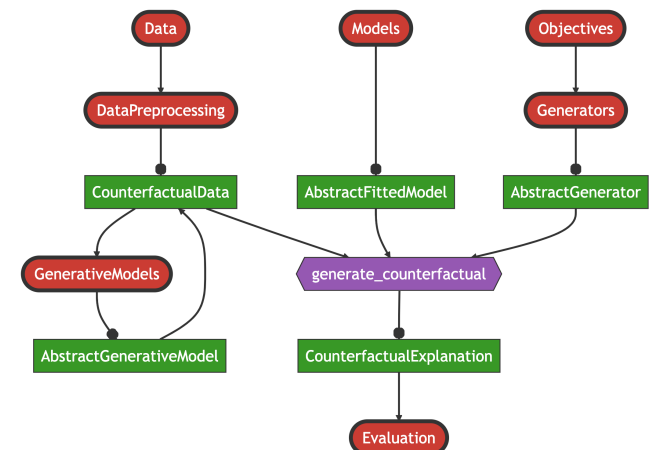 Data
Models
Objectives
DataPreprocessing
Generators
CounterfactualData
AbstractFittedModel
AbstractGenerator
GenerativeModels
generate_counterfactual
AbstractGenerativeModel
CounterfactualExplanation
Evaluation